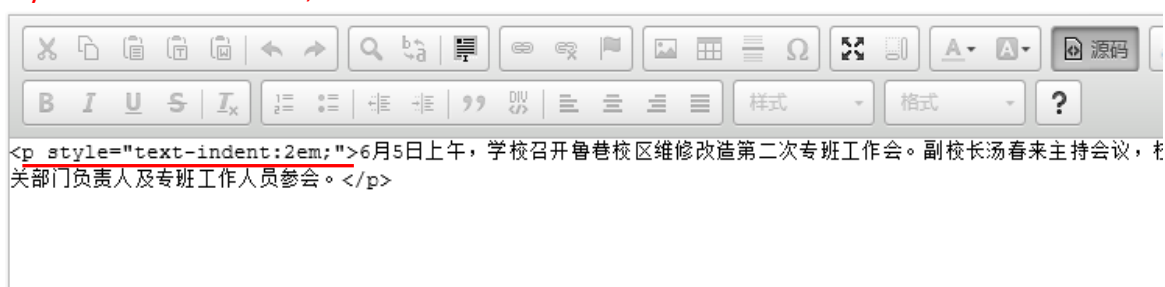 源码
B I U S Ix
样式 格式 ?
<p style="text-indent:2em;">6月5日上午，学校召开鲁巷校区维修改造第二次专班工作会。副校长汤春来主持会议，
关部门负责人及专班工作人员参会。</p>